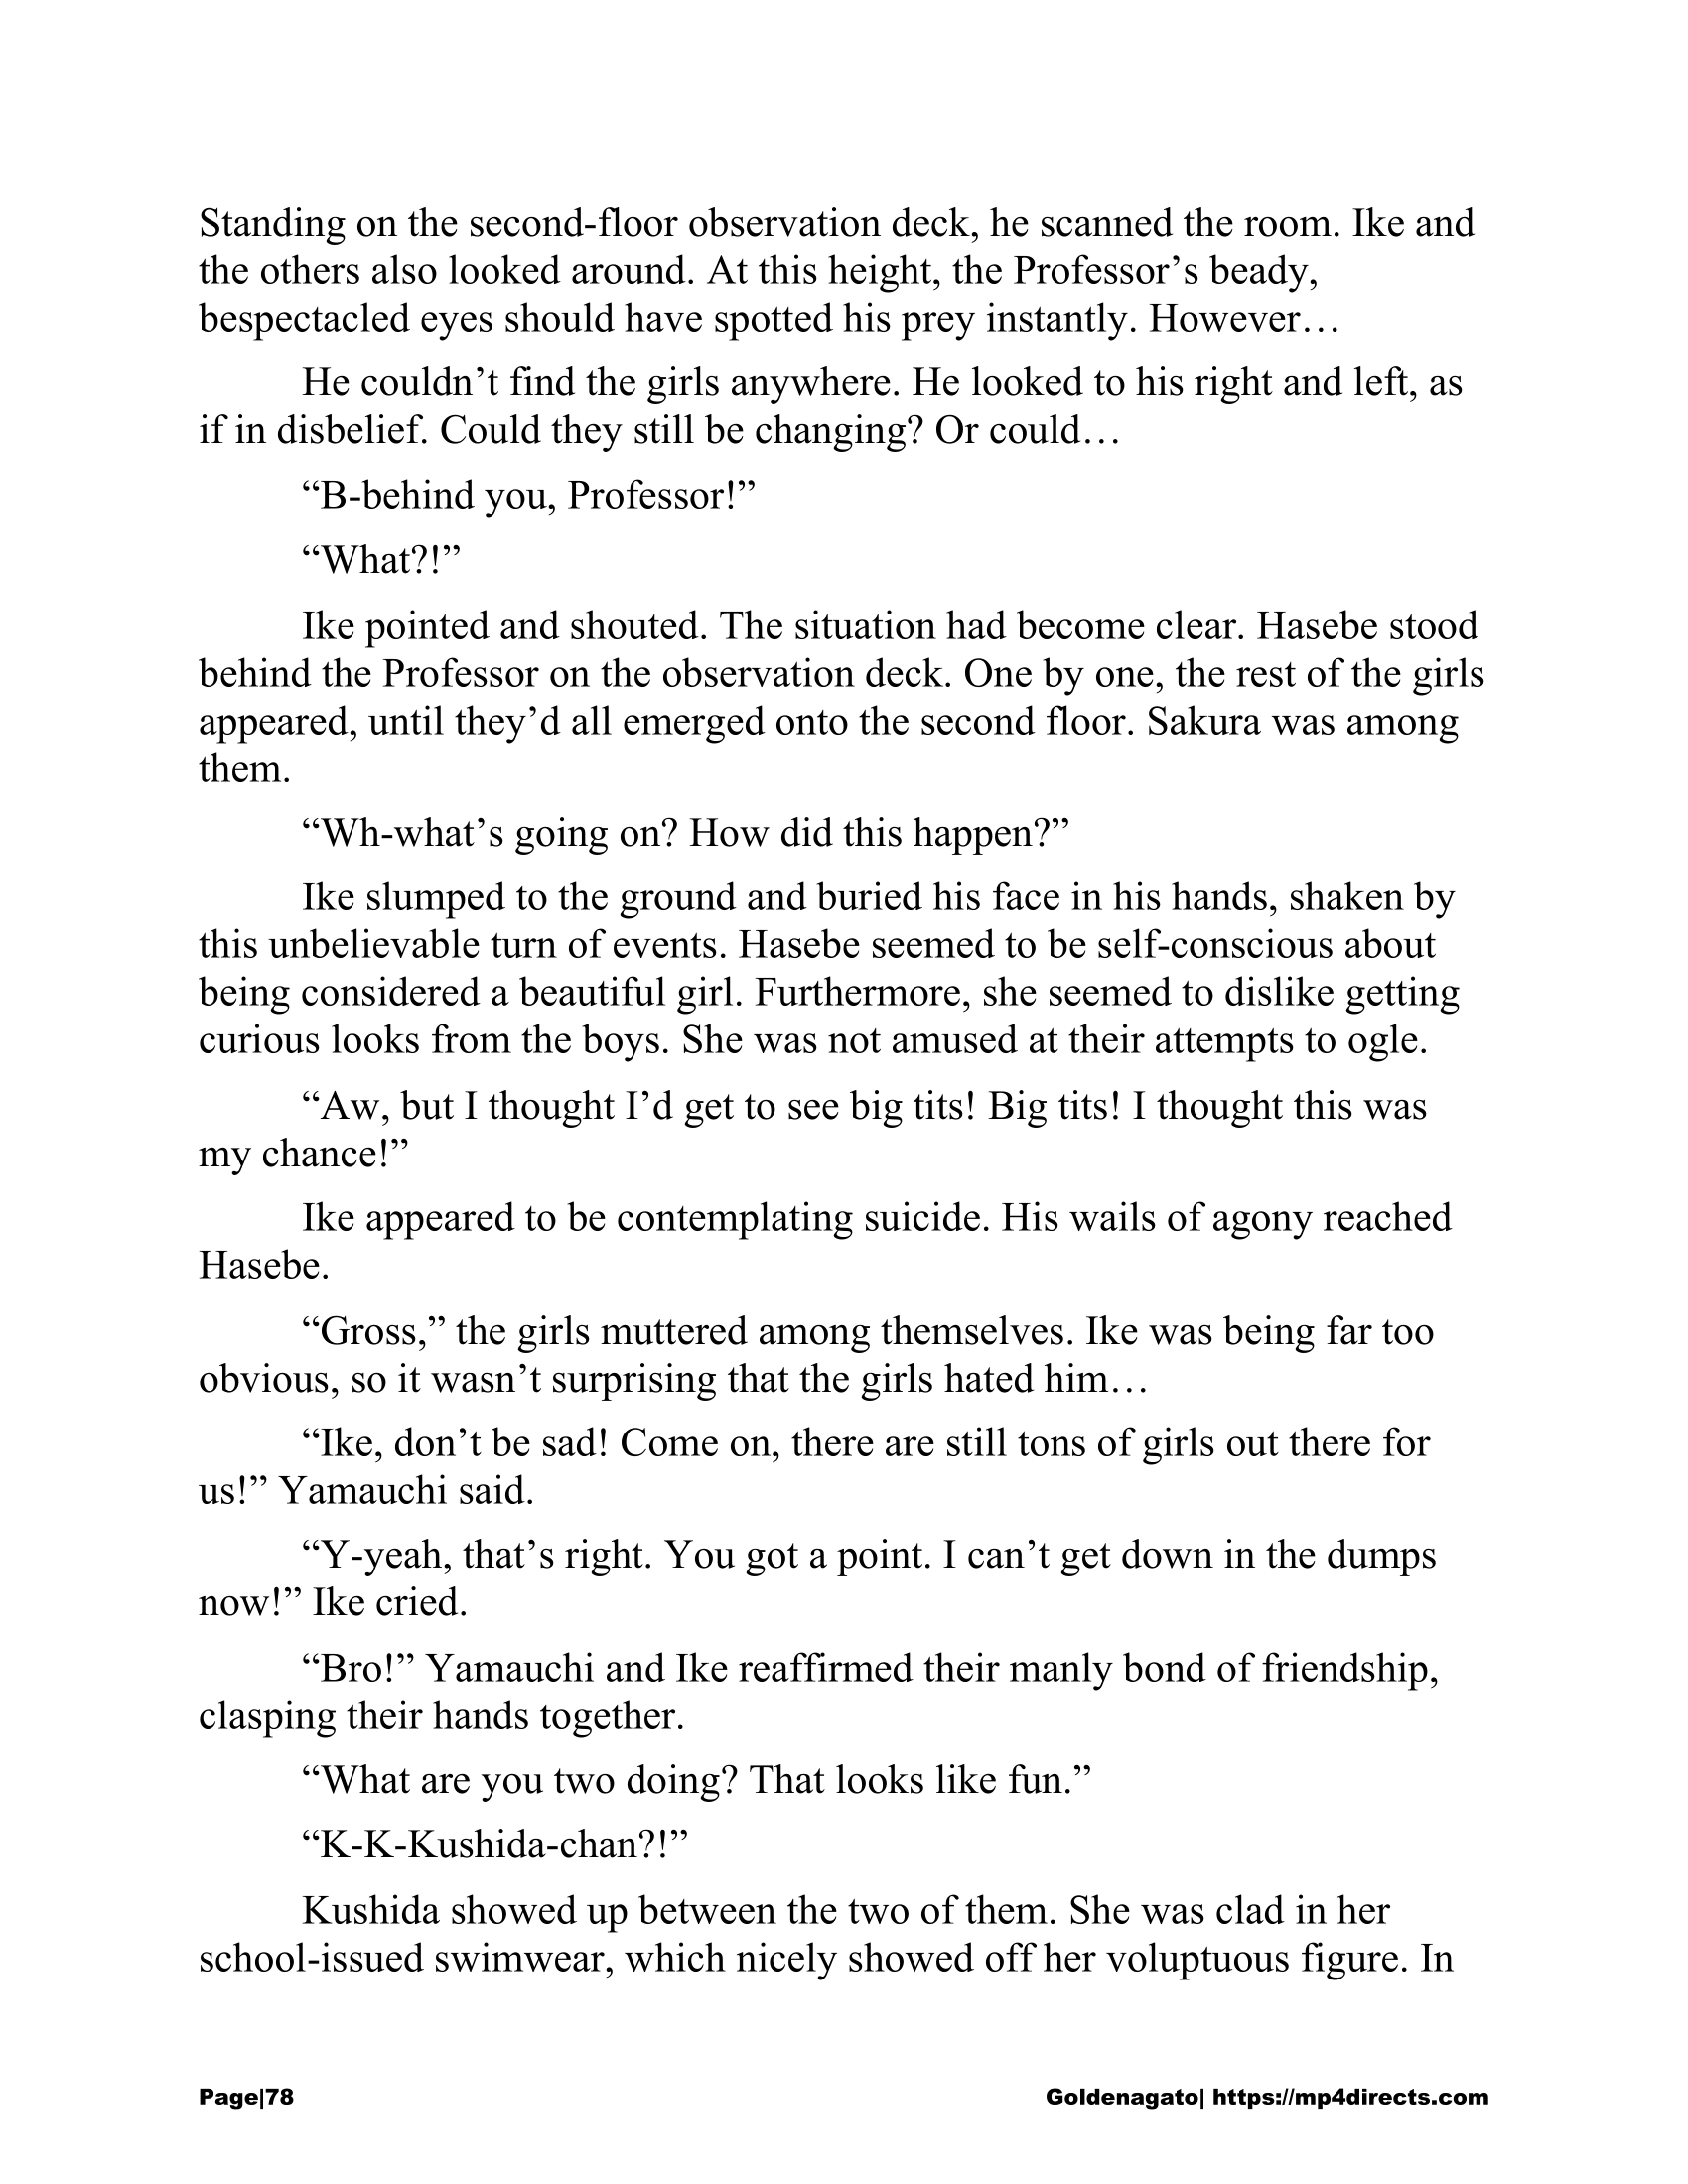 Standing on the second-floor observation deck, he scanned the room. Ike and
the others also looked around. At this height, the Professor’s beady,
bespectacled eyes should have spotted his prey instantly. However…
He couldn’t find the girls anywhere. He looked to his right and left, as
if in disbelief. Could they still be changing? Or could…
“B-behind you, Professor!”
“What?!”
Ike pointed and shouted. The situation had become clear. Hasebe stood
behind the Professor on the observation deck. One by one, the rest of the girls
appeared, until they’d all emerged onto the second floor. Sakura was among
them.
“Wh-what’s going on? How did this happen?”
Ike slumped to the ground and buried his face in his hands, shaken by
this unbelievable turn of events. Hasebe seemed to be self-conscious about
being considered a beautiful girl. Furthermore, she seemed to dislike getting
curious looks from the boys. She was not amused at their attempts to ogle.
“Aw, but I thought I’d get to see big tits! Big tits! I thought this was
my chance!”
Ike appeared to be contemplating suicide. His wails of agony reached
Hasebe.
“Gross,” the girls muttered among themselves. Ike was being far too
obvious, so it wasn’t surprising that the girls hated him…
“Ike, don’t be sad! Come on, there are still tons of girls out there for
us!” Yamauchi said.
“Y-yeah, that’s right. You got a point. I can’t get down in the dumps
now!” Ike cried.
“Bro!” Yamauchi and Ike reaffirmed their manly bond of friendship,
clasping their hands together.
“What are you two doing? That looks like fun.”
“K-K-Kushida-chan?!”
Kushida showed up between the two of them. She was clad in her
school-issued swimwear, which nicely showed off her voluptuous figure. In
Page|78 Goldenagato| https://mp4directs.com